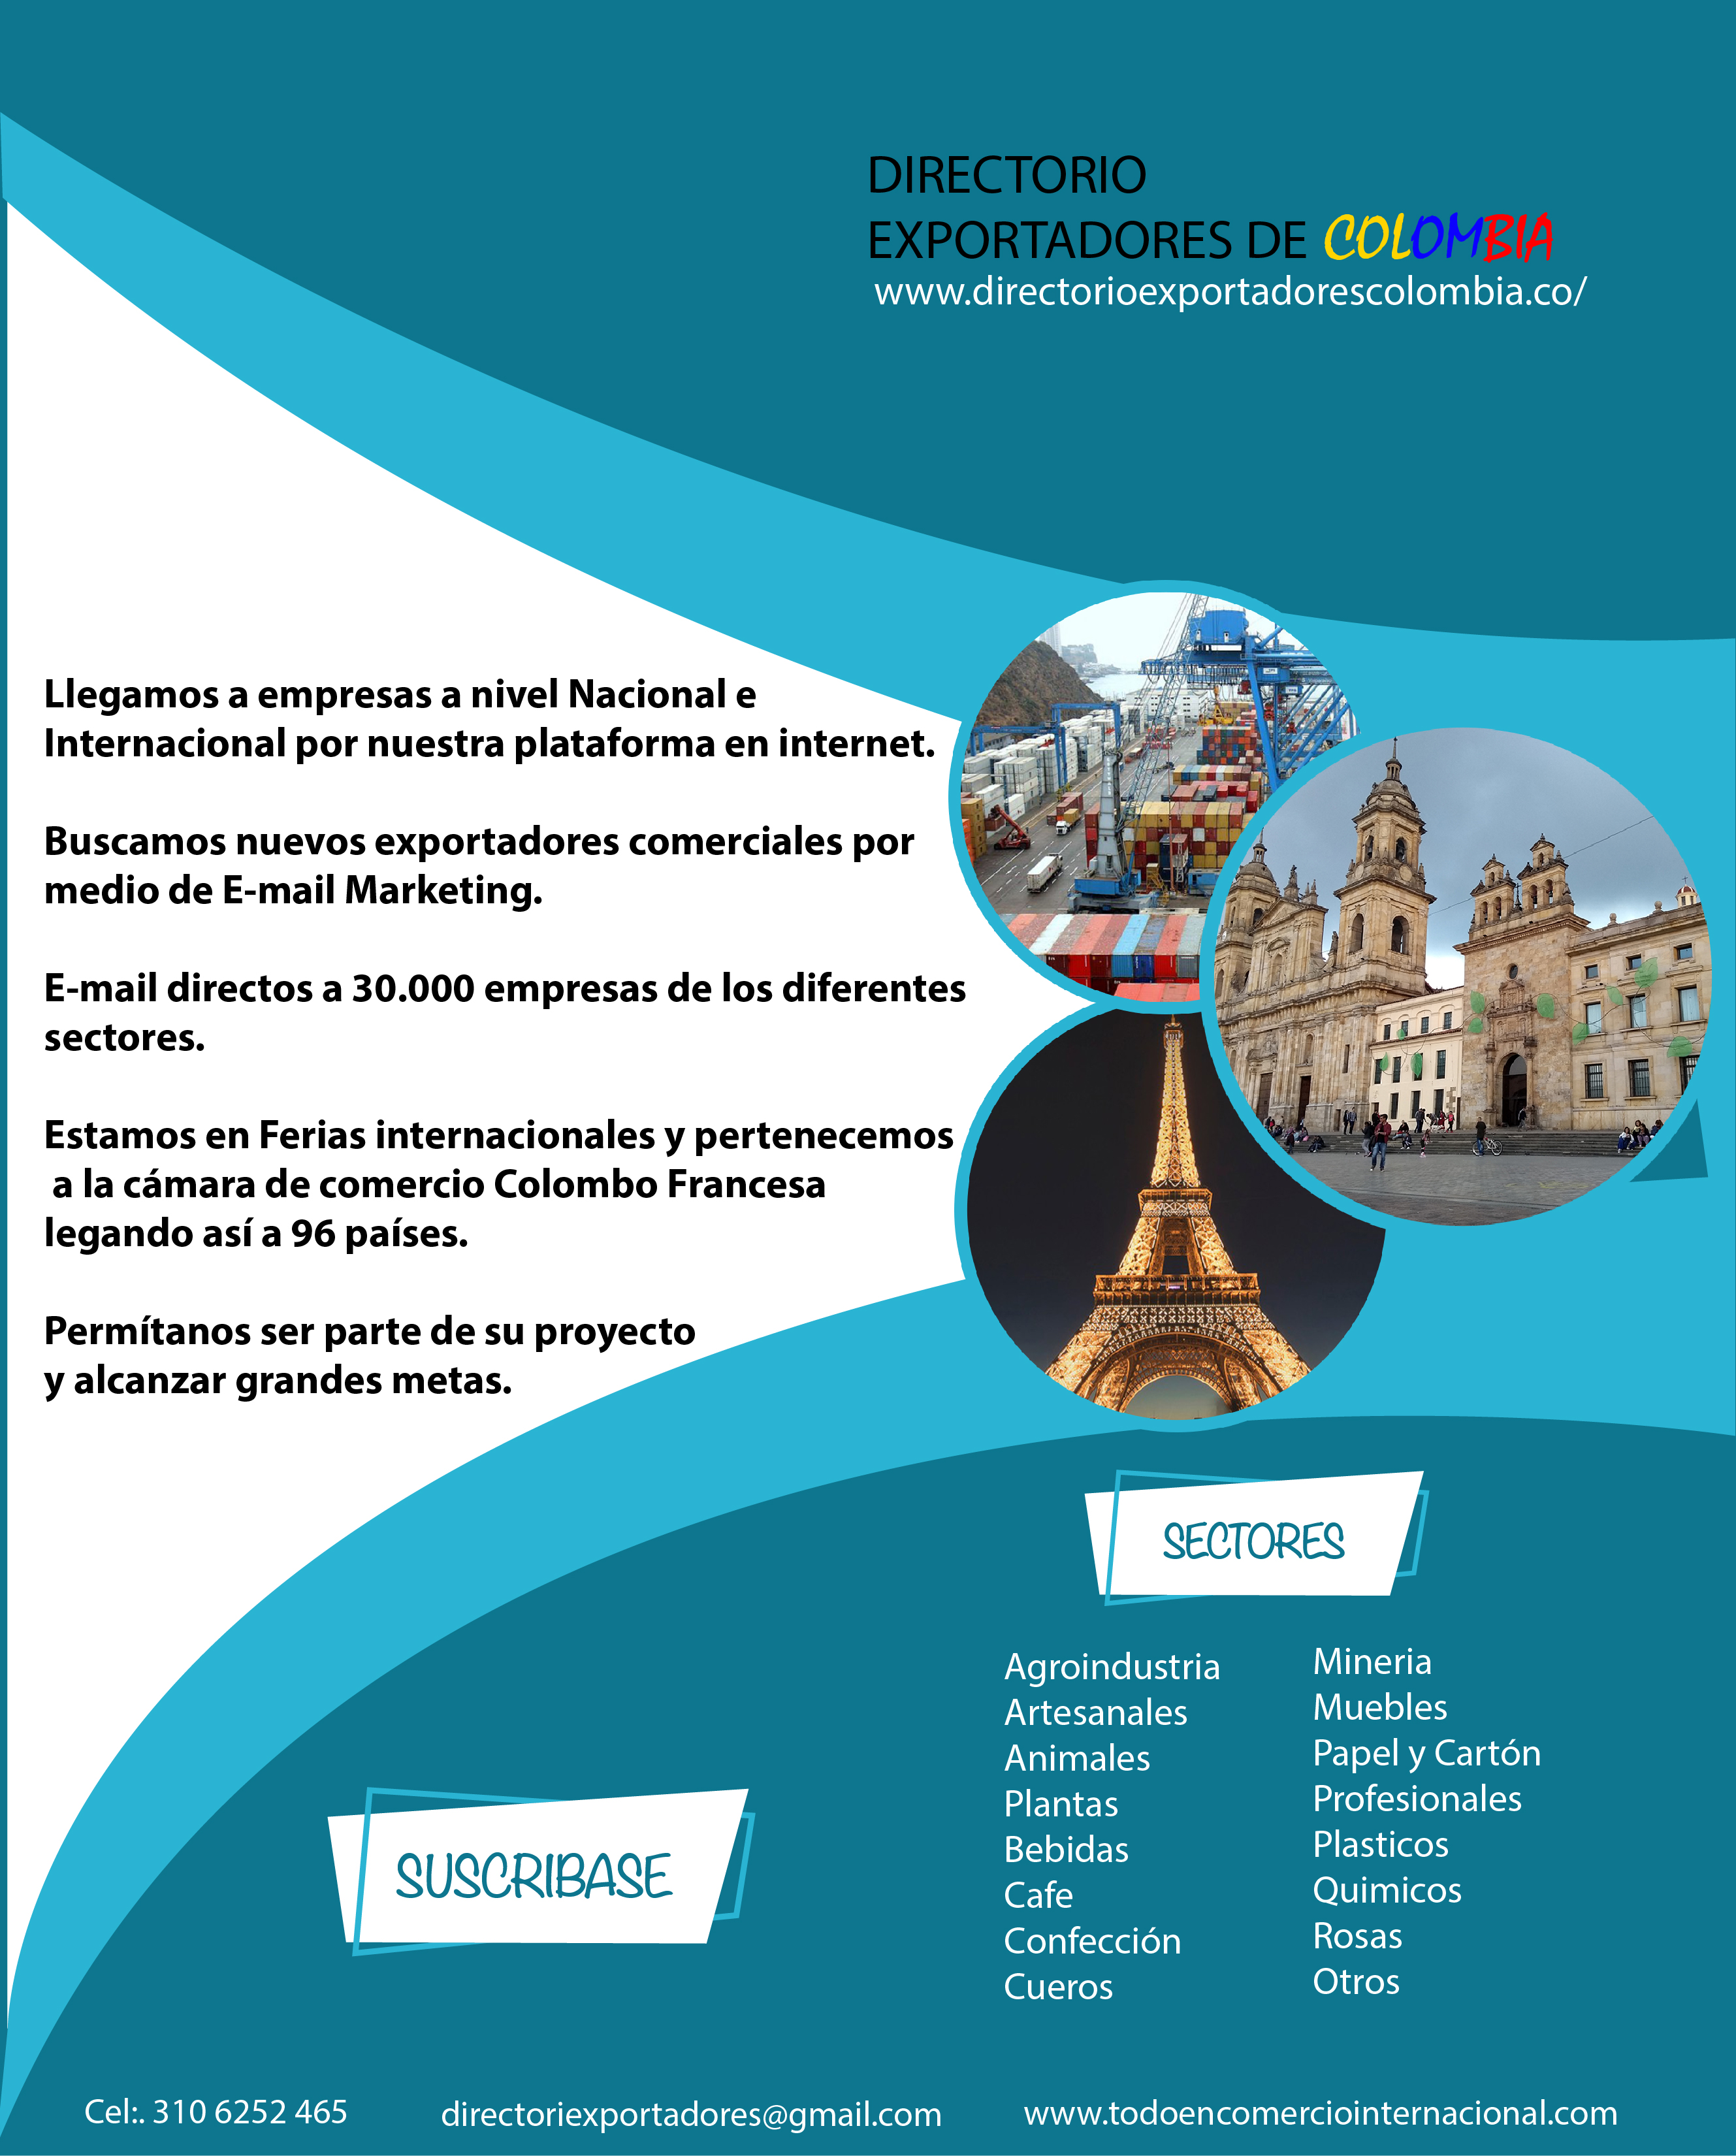 DIRECTORIO
EXPORTADORES DE COLOMBIA
www.directorioexportadorescolombia.co/
Llegamos a empresas a nivel Nacional e
Internacional por nuestra plataforma en internet.
Buscamos nuevos exportadores comerciales por
medio de E-mail Marketing.
E-mail directos a 30.000 empresas de los diferentes
sectores.
Estamos en Ferias internacionales y pertenecemos
a la cámara de comercio Colombo Francesa
legando así a 96 países.
Permítanos ser parte de su proyecto
y alcanzar grandes metas.
SECTORES
Agroindustria
Artesanales
Animales
Plantas
Bebidas
Cafe
Confección
Cueros
Mineria
Muebles
Papel y Cartón
Profesionales
Plasticos
Quimicos
Rosas
Otros
SUSCRIBASE
Cel:. 310 6252 465
directoriexportadores@gmail.com
www.todoencomerciointernacional.com